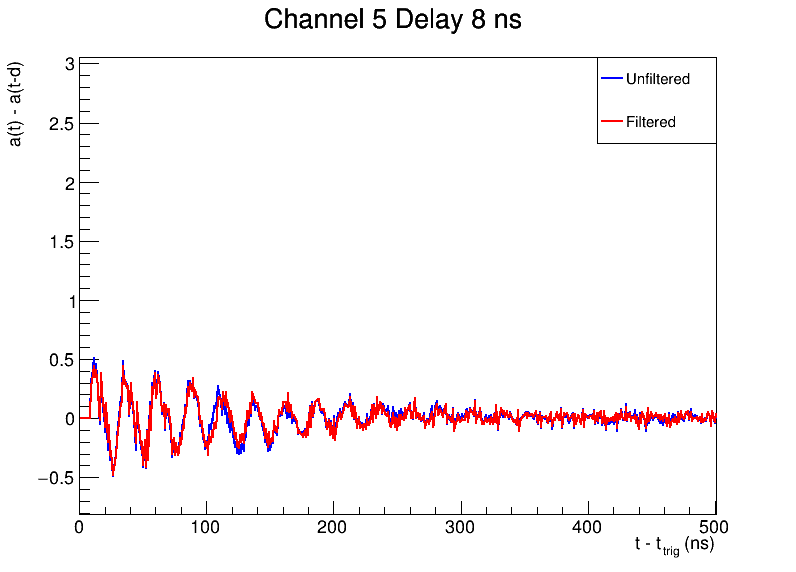 Channel 5 Delay 8 ns
a(t) - a(t-d)
3
2.5
2
1.5
1
0.5
0
−0.5
Unfiltered
Filtered
0 100 200 300 400 500
t - t_trig (ns)